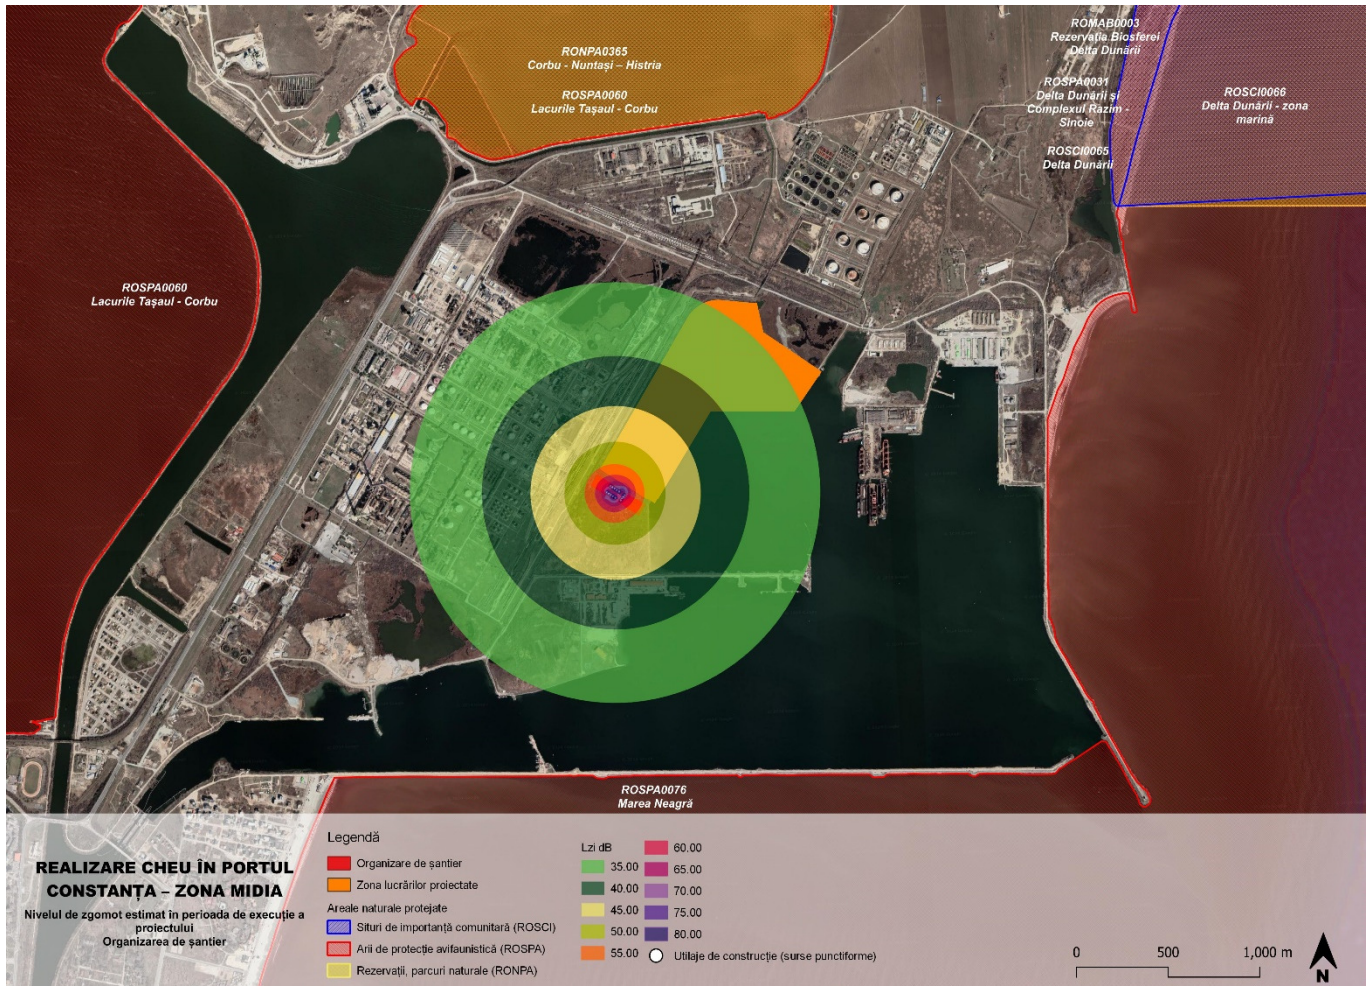 ROMAB0003
Rezervația Biosferei
Delta Dunării
RONPA0365
Corbu - Nuntași – Histria
ROSPA0060
Lacurile Tașaul - Corbu
ROSPA0031
Delta Dunării și
Complexul Razim -
Sinoie
ROSCI0065
Delta Dunării
ROSCI0066
Delta Dunării - zona
marină
ROSPA0060
Lacurile Tașaul - Corbu
ROSPA0076
Marea Neagră
REALIZARE CHEU ÎN PORTUL
CONSTANȚA – ZONA MIDIA
Nivelul de zgomot estimat în perioada de execuție a
proiectului
Organizarea de șantier
Legendă
Organizare de șantier
Zona lucrărilor proiectate
Areale naturale protejate
Situri de importanță comunitară (ROSCI)
Arii de protecție avifaunistică (ROSPA)
Rezervații, parcuri naturale (RONPA)
Lzi dB
35.00
40.00
45.00
50.00
55.00
60.00
65.00
70.00
75.00
80.00
Utilaje de construcție (surse punctiforme)
0 500 1,000 m
N